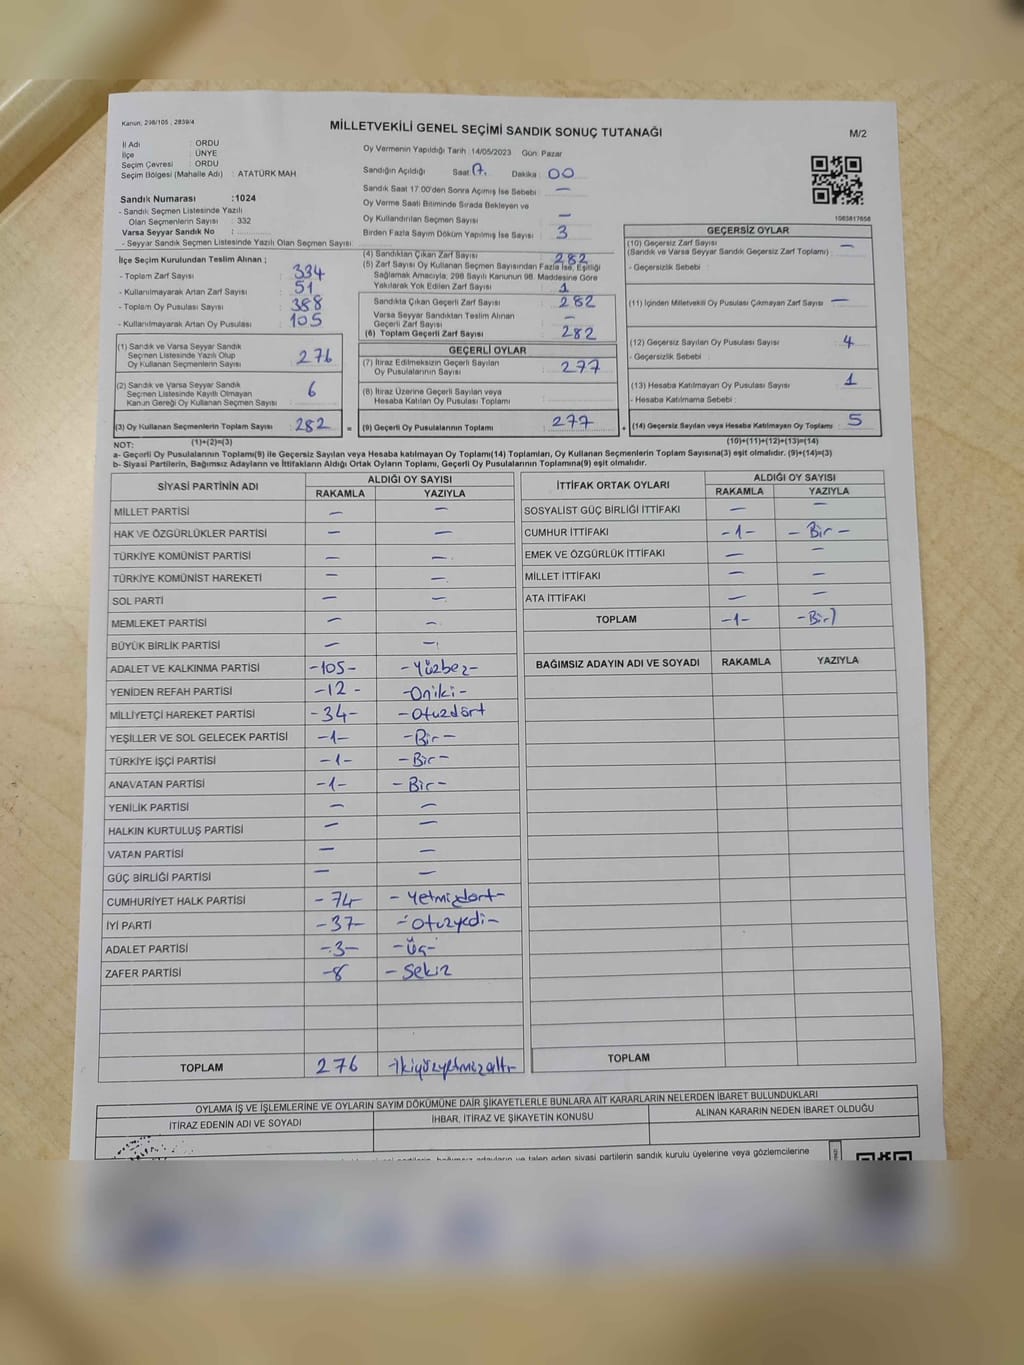 Kanun, 298/105 ; 2839/4
MİLLETVEKİLİ GENEL SEÇİMİ SANDIK SONUÇ TUTANAĞI
M/2
İl Adı : ORDU
İlçe : ÜNYE
Seçim Çevresi : ORDU
Seçim Bölgesi (Mahalle Adı) : ATATÜRK MAH
Sandık Numarası :1024
- Sandık Seçmen Listesinde Yazılı
Olan Seçmenlerin Sayısı : 332
Varsa Seyyar Sandık No :
- Seyyar Sandık Seçmen Listesinde Yazılı Olan Seçmen Sayısı:
Oy Vermenin Yapıldığı Tarih : 14/05/2023 Gün: Pazar
Sandığın Açıldığı Saat: 17. Dakika : 00
Sandık Saat 17:00'den Sonra Açılmış İse Sebebi : —
Oy Verme Saati Bitiminde Sırada Bekleyen ve
Oy Kullandırılan Seçmen Sayısı : —
Birden Fazla Sayım Döküm Yapılmış İse Sayısı : 3
1063817656
İlçe Seçim Kurulundan Teslim Alınan ;
- Toplam Zarf Sayısı : 334
- Kullanılmayarak Artan Zarf Sayısı : 51
- Toplam Oy Pusulası Sayısı : 388
- Kullanılmayarak Artan Oy Pusulası : 105
(1) Sandık ve Varsa Seyyar Sandık
Seçmen Listesinde Yazılı Olup
Oy Kullanan Seçmenlerin Sayısı : 276
(2) Sandık ve Varsa Seyyar Sandık
Seçmen Listesinde Kayıtlı Olmayan
Kanun Gereği Oy Kullanan Seçmen Sayısı : 6
(3) Oy Kullanan Seçmenlerin Toplam Sayısı : 282 =
(4) Sandıktan Çıkan Zarf Sayısı : 282
(5) Zarf Sayısı Oy Kullanan Seçmen Sayısından Fazla İse, Eşitliği
Sağlamak Amacıyla, 298 Sayılı Kanunun 98. Maddesine Göre
Yakılarak Yok Edilen Zarf Sayısı : 1
Sandıkta Çıkan Geçerli Zarf Sayısı : 282
Varsa Seyyar Sandıktan Teslim Alınan
Geçerli Zarf Sayısı : —
(6) Toplam Geçerli Zarf Sayısı : 282
GEÇERLİ OYLAR
(7) İtiraz Edilmeksizin Geçerli Sayılan
Oy Pusulalarının Sayısı : 277
(8) İtiraz Üzerine Geçerli Sayılan veya
Hesaba Katılan Oy Pusulası Toplamı :
(9) Geçerli Oy Pusulalarının Toplamı : 277 +
GEÇERSİZ OYLAR
(10) Geçersiz Zarf Sayısı
(Sandık ve Varsa Seyyar Sandık Geçersiz Zarf Toplamı) : —
- Geçersizlik Sebebi :
(11) İçinden Milletvekili Oy Pusulası Çıkmayan Zarf Sayısı : —
(12) Geçersiz Sayılan Oy Pusulası Sayısı : 4
- Geçersizlik Sebebi :
(13) Hesaba Katılmayan Oy Pusulası Sayısı : 1
- Hesaba Katılmama Sebebi :
(14) Geçersiz Sayılan veya Hesaba Katılmayan Oy Toplamı : 5
NOT: (1)+(2)=(3) (10)+(11)+(12)+(13)=(14)
a- Geçerli Oy Pusulalarının Toplamı(9) ile Geçersiz Sayılan veya Hesaba katılmayan Oy Toplamı(14) Toplamları, Oy Kullanan Seçmenlerin Toplam Sayısına(3) eşit olmalıdır. (9)+(14)=(3)
b- Siyasi Partilerin, Bağımsız Adayların ve İttifakların Aldığı Ortak Oyların Toplamı, Geçerli Oy Pusulalarının Toplamına(9) eşit olmalıdır.
SİYASİ PARTİNİN ADI ALDIĞI OY SAYISI
RAKAMLA YAZIYLA
MİLLET PARTİSİ — —
HAK VE ÖZGÜRLÜKLER PARTİSİ — —
TÜRKİYE KOMÜNİST PARTİSİ — —
TÜRKİYE KOMÜNİST HAREKETİ — —
SOL PARTİ — —
MEMLEKET PARTİSİ — —
BÜYÜK BİRLİK PARTİSİ — —
ADALET VE KALKINMA PARTİSİ -105- -Yüzbeş-
YENİDEN REFAH PARTİSİ -12- -Oniki-
MİLLİYETÇİ HAREKET PARTİSİ -34- -Otuzdört
YEŞİLLER VE SOL GELECEK PARTİSİ -1- -Bir-
TÜRKİYE İŞÇİ PARTİSİ -1- -Bir-
ANAVATAN PARTİSİ -1- -Bir-
YENİLİK PARTİSİ — —
HALKIN KURTULUŞ PARTİSİ — —
VATAN PARTİSİ — —
GÜÇ BİRLİĞİ PARTİSİ — —
CUMHURİYET HALK PARTİSİ -74 -Yetmişdört-
İYİ PARTİ -37- -Otuzyedi-
ADALET PARTİSİ -3- -Üç-
ZAFER PARTİSİ -8 -Sekiz
TOPLAM 276 -İkiyüzyetmişaltı-
İTTİFAK ORTAK OYLARI ALDIĞI OY SAYISI
RAKAMLA YAZIYLA
SOSYALİST GÜÇ BİRLİĞİ İTTİFAKI — —
CUMHUR İTTİFAKI -1- -Bir-
EMEK VE ÖZGÜRLÜK İTTİFAKI — —
MİLLET İTTİFAKI — —
ATA İTTİFAKI — —
TOPLAM -1- -Bir
BAĞIMSIZ ADAYIN ADI VE SOYADI RAKAMLA YAZIYLA
TOPLAM
OYLAMA İŞ VE İŞLEMLERİNE VE OYLARIN SAYIM DÖKÜMÜNE DAİR ŞİKAYETLERLE BUNLARA AİT KARARLARIN NELERDEN İBARET BULUNDUKLARI
İTİRAZ EDENİN ADI VE SOYADI İHBAR, İTİRAZ VE ŞİKAYETİN KONUSU ALINAN KARARIN NEDEN İBARET OLDUĞU
partilerin, bağımsız adayların ve talep eden siyasi partilerin sandık kurulu üyelerine veya gözlemcilerine